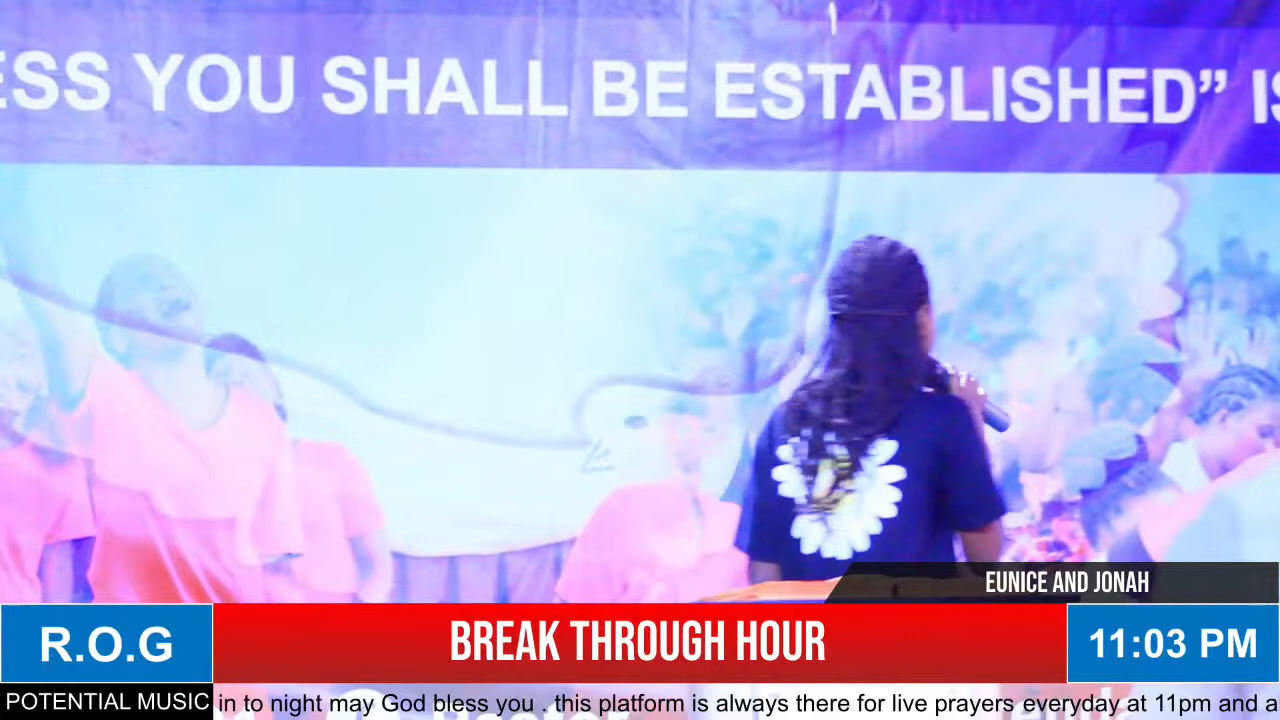 ESS YOU SHALL BE ESTABLISHED” IS
EUNICE AND JONAH
R.O.G
BREAK THROUGH HOUR
11:03 PM
POTENTIAL MUSIC
in to night may God bless you . this platform is always there for live prayers everyday at 11pm and a